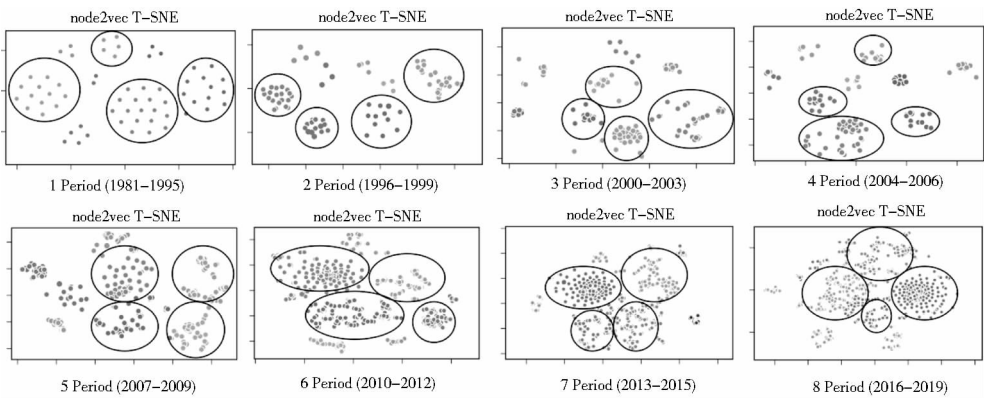 node2vec T-SNE
node2vec T-SNE
node2vec T-SNE
node2vec T-SNE
1 Period (1981-1995)
2 Period (1996-1999)
3 Period (2000-2003)
4 Period (2004-2006)
node2vec T-SNE
node2vec T-SNE
node2vec T-SNE
node2vec T-SNE
5 Period (2007-2009)
6 Period (2010-2012)
7 Period (2013-2015)
8 Period (2016-2019)